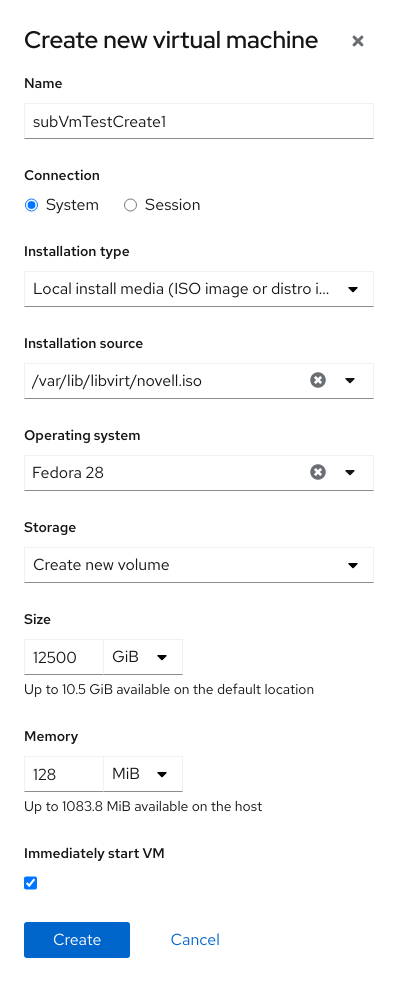 Create new virtual machine
Name
subVmTestCreate1
Connection
System Session
Installation type
Local install media (ISO image or distro i...
Installation source
/var/lib/libvirt/novell.iso
Operating system
Fedora 28
Storage
Create new volume
Size
12500 GiB
Up to 10.5 GiB available on the default location
Memory
128 MiB
Up to 1083.8 MiB available on the host
Immediately start VM
Create Cancel